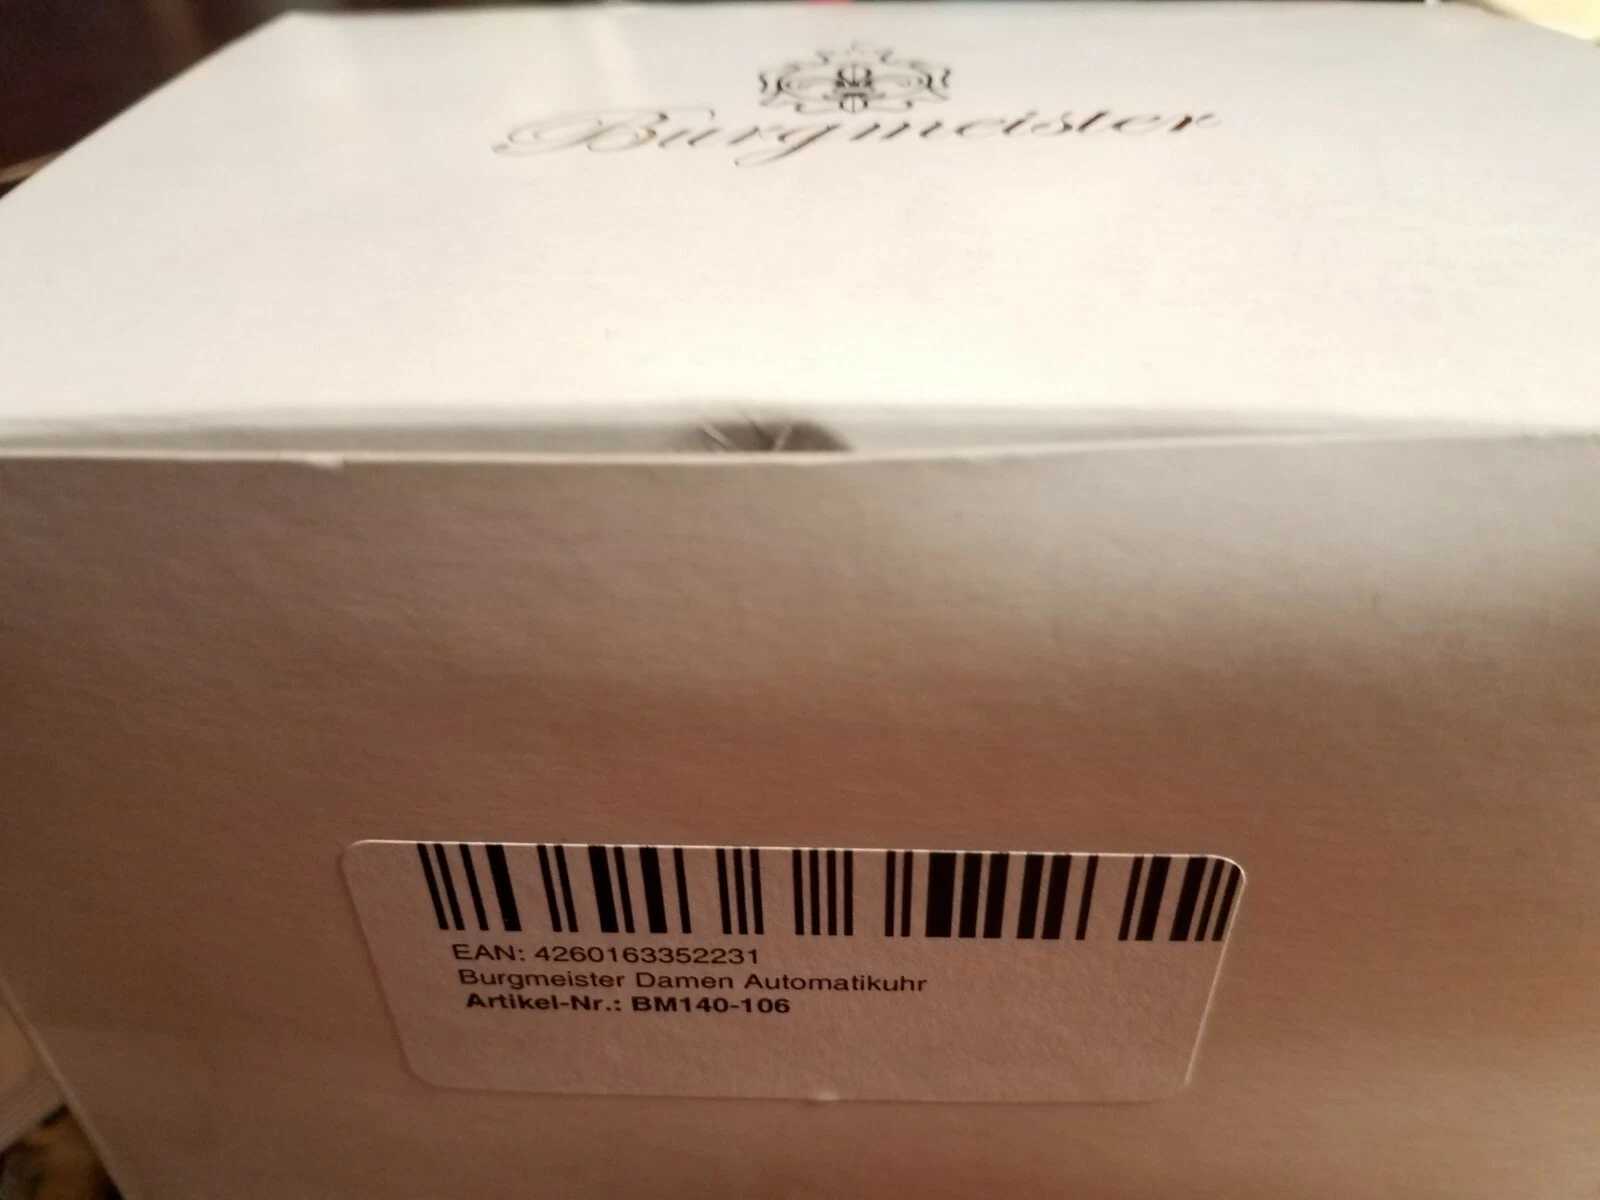 Burgmeister
EAN: 4260163352231
Burgmeister Damen Automatikuhr
Artikel-Nr.: BM140-106